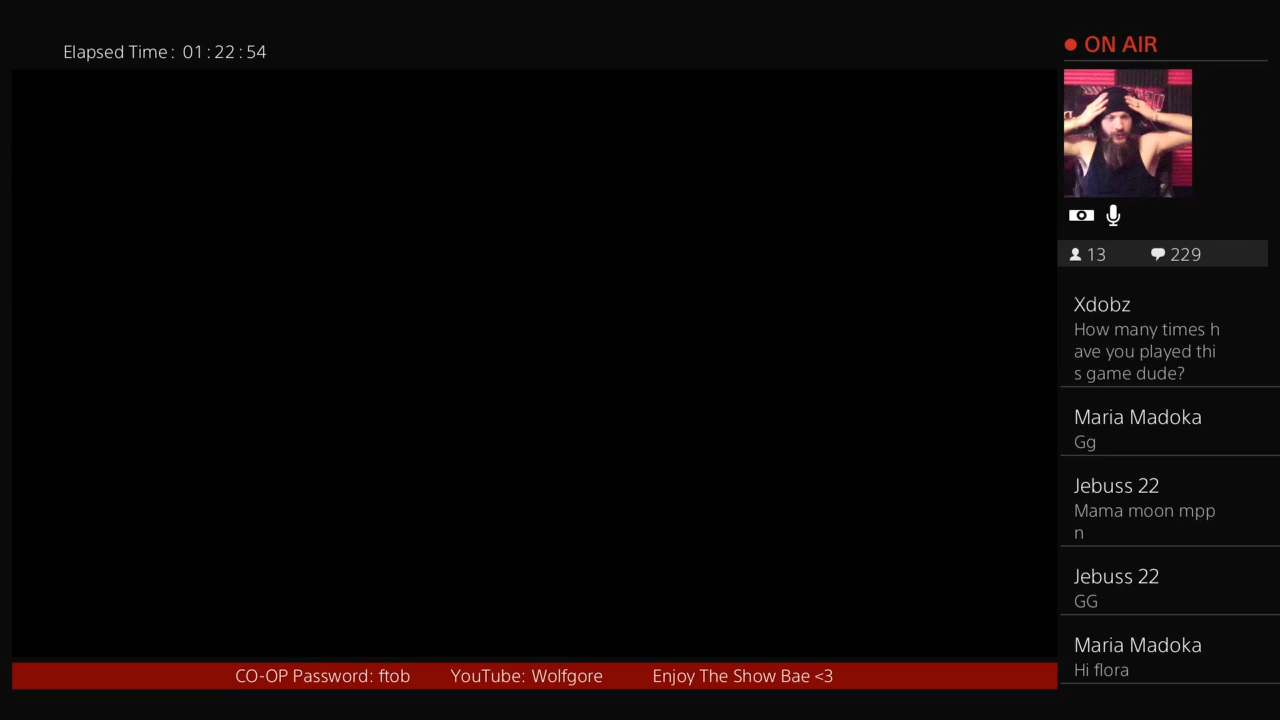 Elapsed Time: 01:22:54
ON AIR
13 229
Xdobz
How many times h
ave you played thi
s game dude?
Maria Madoka
Gg
Jebuss 22
Mama moon mpp
n
Jebuss 22
GG
Maria Madoka
Hi flora
CO-OP Password: ftob YouTube: Wolfgore Enjoy The Show Bae <3